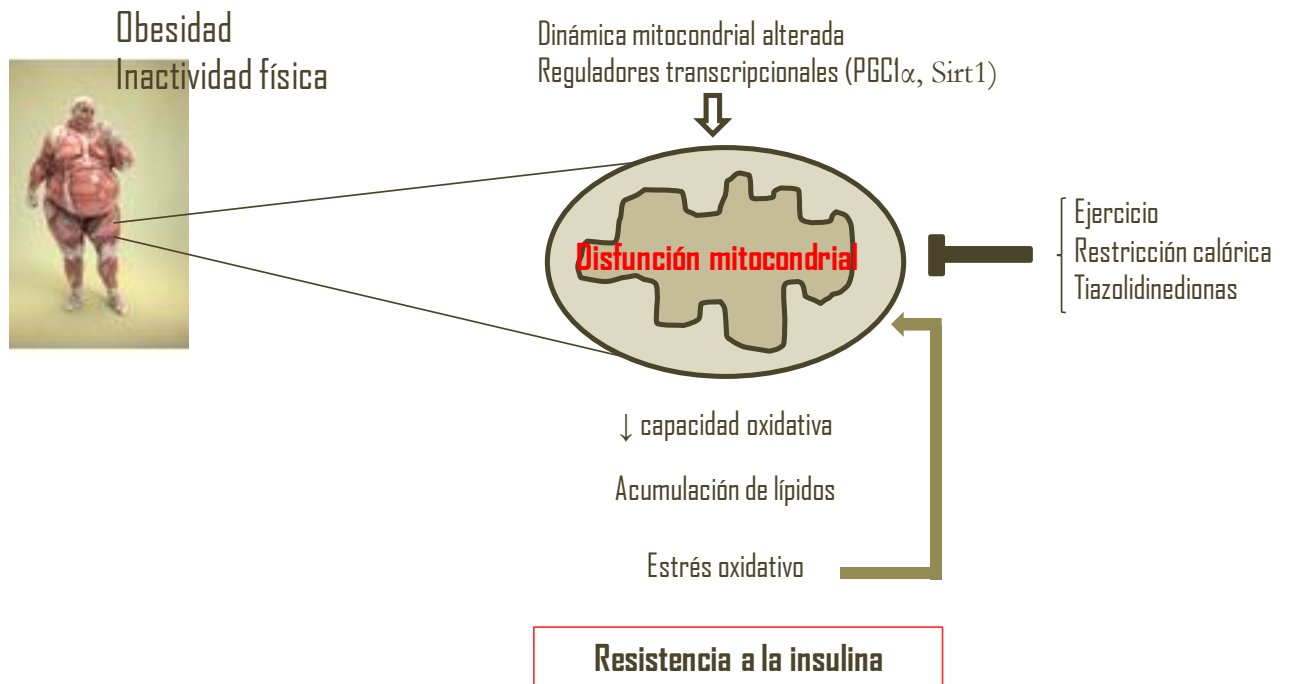 Obesidad
Inactividad física
Dinámica mitocondrial alterada
Reguladores transcripcionales (PGC1α, Sirt1)
Disfunción mitocondrial
Ejercicio
Restricción calórica
Tiazolidinedionas
↓ capacidad oxidativa
Acumulación de lípidos
Estrés oxidativo
Resistencia a la insulina